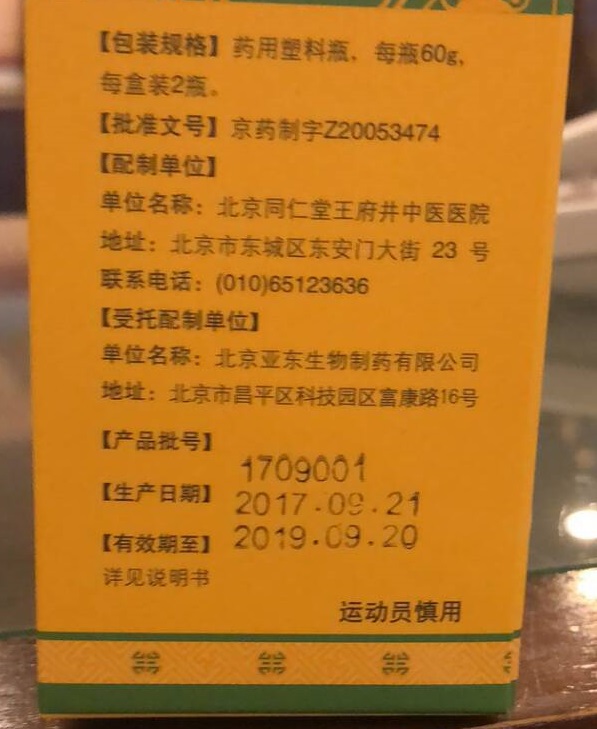 【包装规格】药用塑料瓶，每瓶60g，
每盒装2瓶。
【批准文号】京药制字Z20053474
【配制单位】
单位名称：北京同仁堂王府井中医医院
地址：北京市东城区东安门大街 23 号
联系电话：(010)65123636
【受托配制单位】
单位名称：北京亚东生物制药有限公司
地址：北京市昌平区科技园区富康路16号
【产品批号】 1709001
【生产日期】 2017.09.21
【有效期至】 2019.09.20
详见说明书
运动员慎用